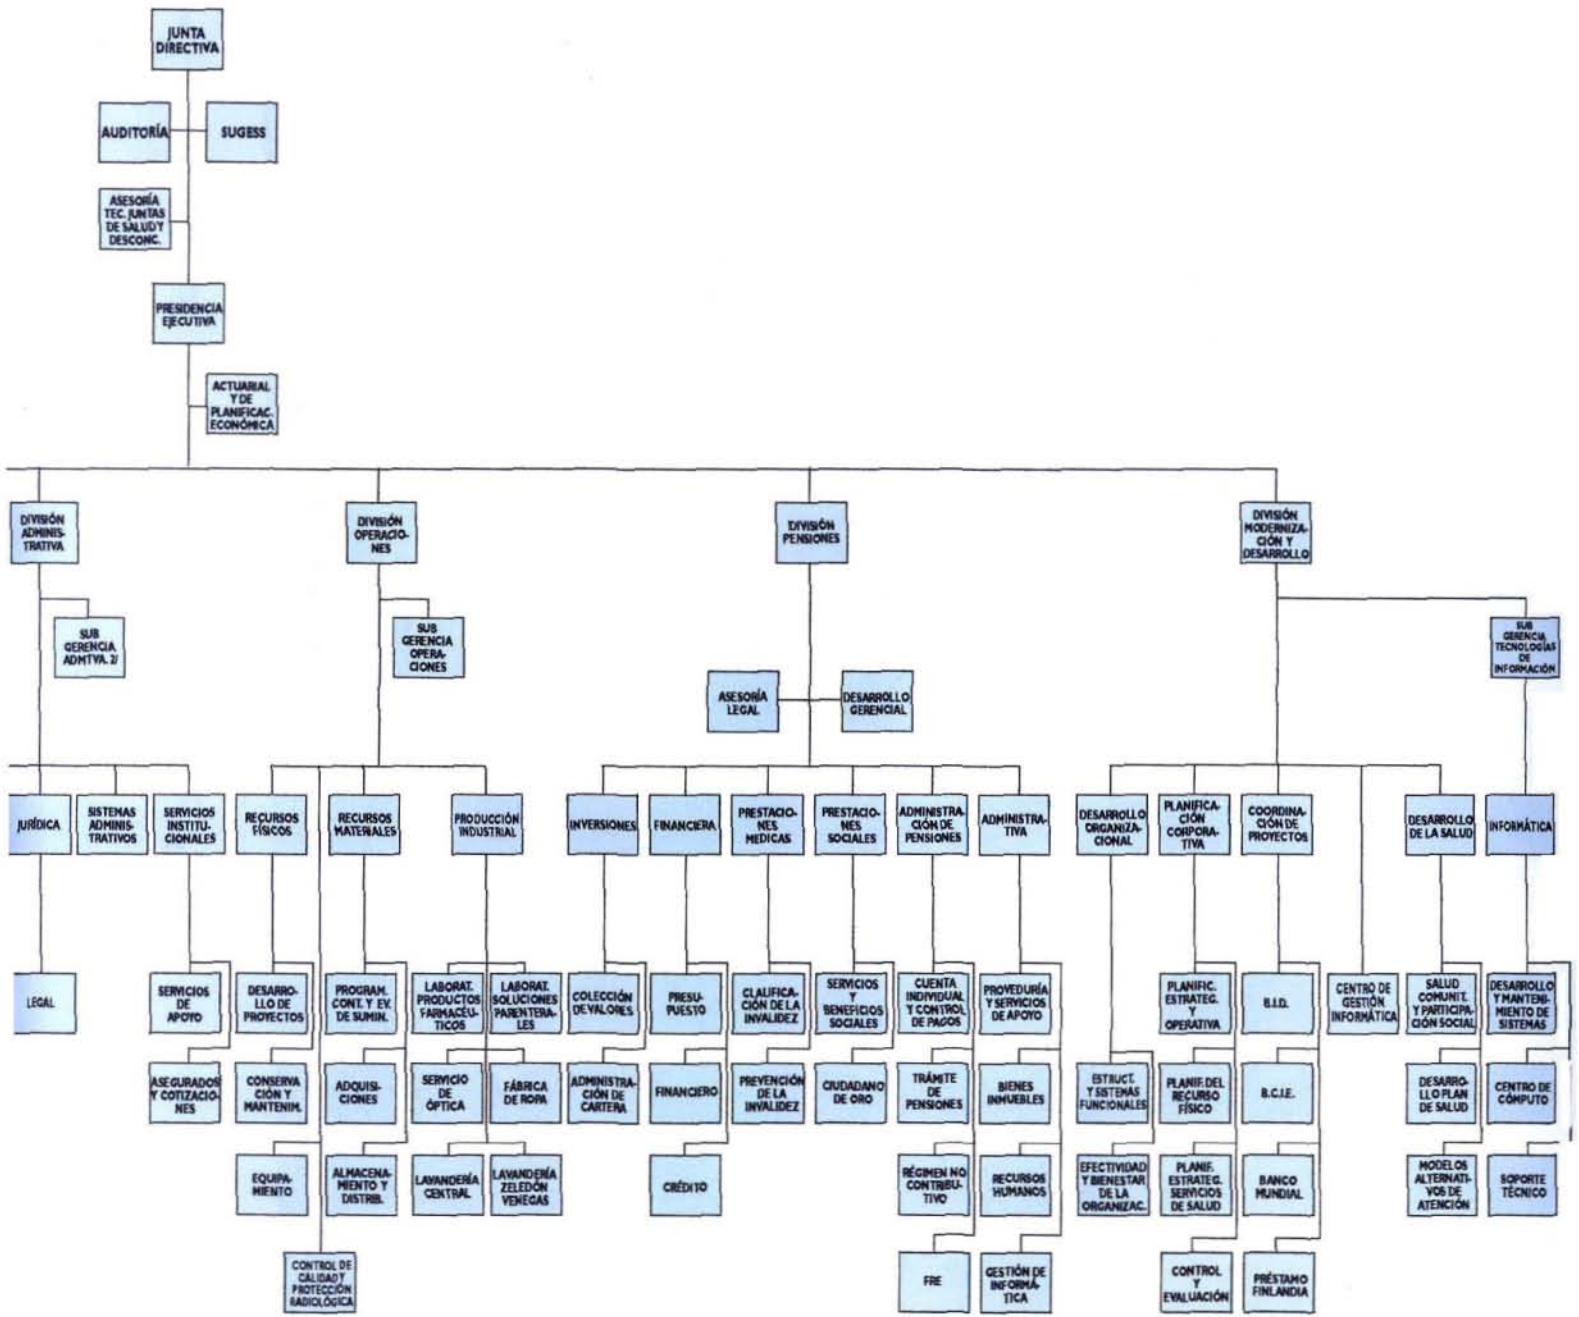 JUNTA
DIRECTIVA
AUDITORÍA
SUGESS
ASESORÍA
TEC. JUNTAS
DE SALUD Y
DESCONC.
PRESIDENCIA
EJECUTIVA
ACTUARIAL
Y DE
PLANIFICAC.
ECONÓMICA
DIVISIÓN
ADMINIS-
TRATIVA
DIVISIÓN
OPERACIO-
NES
DIVISIÓN
PENSIONES
DIVISIÓN
MODERNIZA-
CIÓN Y
DESARROLLO
SUB
GERENCIA
ADMTVA. 2/
SUB
GERENCIA
OPERA-
CIONES
SUB
GERENCIA
TECNOLOGÍAS
DE
INFORMACIÓN
ASESORÍA
LEGAL
DESARROLLO
GERENCIAL
JURÍDICA
SISTEMAS
ADMINIS-
TRATIVOS
SERVICIOS
INSTITU-
CIONALES
RECURSOS
FÍSICOS
RECURSOS
MATERIALES
PRODUCCIÓN
INDUSTRIAL
INVERSIONES
FINANCIERA
PRESTACIO-
NES
MEDICAS
PRESTACIO-
NES
SOCIALES
ADMINISTRA-
CIÓN DE
PENSIONES
ADMINISTRA-
TIVA
DESARROLLO
ORGANIZA-
CIONAL
PLANIFICA-
CIÓN
CORPORA-
TIVA
COORDINA-
CIÓN DE
PROYECTOS
DESARROLLO
DE LA SALUD
INFORMÁTICA
LEGAL
SERVICIOS
DE
APOYO
DESARRO-
LLO DE
PROYECTOS
PROGRAM.
CONT. Y EV.
DE SUMIN.
LABORAT.
PRODUCTOS
FARMACÉU-
TICOS
LABORAT.
SOLUCIONES
PARENTERA-
LES
COLECCIÓN
DE VALORES
PRESU-
PUESTO
CLALIFICA-
CIÓN DE LA
INVALIDEZ
SERVICIOS
Y
BENEFICIOS
SOCIALES
CUENTA
INDIVIDUAL
Y CONTROL
DE PAGOS
PROVEDURÍA
Y SERVICIOS
DE APOYO
PLANIFIC.
ESTRATEG.
Y
OPERATIVA
B.I.D.
CENTRO DE
GESTIÓN
INFORMÁTICA
SALUD
COMUNIT.
Y PARTICIPA-
CIÓN SOCIAL
DESARROLLO
Y MANTENI-
MIENTO DE
SISTEMAS
ASEGURADOS
Y COTIZACIO-
NES
CONSERVA-
CIÓN Y
MANTENIM.
ADQUISI-
CIONES
SERVICIO
DE
ÓPTICA
FÁBRICA
DE ROPA
ADMINISTRA-
CIÓN DE
CARTERA
FINANCIERO
PREVENCIÓN
DE LA
INVALIDEZ
CIUDADANO
DE ORO
TRÁMITE
DE
PENSIONES
BIENES
INMUEBLES
ESTRUCT.
Y SISTEMAS
FUNCIONALES
PLANIF. DEL
RECURSO
FÍSICO
B.C.I.E.
DESARRO-
LLO PLAN
DE SALUD
CENTRO DE
CÓMPUTO
EQUIPA-
MIENTO
ALMACENA-
MIENTO Y
DISTRIB.
LAVANDERÍA
CENTRAL
LAVANDERÍA
ZELEDÓN
VENEGAS
CRÉDITO
RÉGIMEN NO
CONTRIBU-
TIVO
RECURSOS
HUMANOS
EFECTIVIDAD
Y BIENESTAR
DE LA
ORGANIZAC.
PLANIF.
ESTRATEG.
SERVICIOS
DE SALUD
BANCO
MUNDIAL
MODELOS
ALTERNATI-
VOS DE
ATENCIÓN
SOPORTE
TÉCNICO
CONTROL DE
CALIDAD Y
PROTECCIÓN
RADIOLÓGICA
FRE
GESTIÓN DE
INFORMÁ-
TICA
CONTROL
Y
EVALUACIÓN
PRÉSTAMO
FINLANDIA